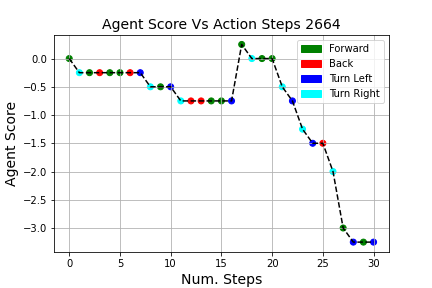 Agent Score Vs Action Steps 2664
Forward
Back
Turn Left
Turn Right
0.0
−0.5
−1.0
−1.5
−2.0
−2.5
−3.0
Agent Score
0 5 10 15 20 25 30
Num. Steps